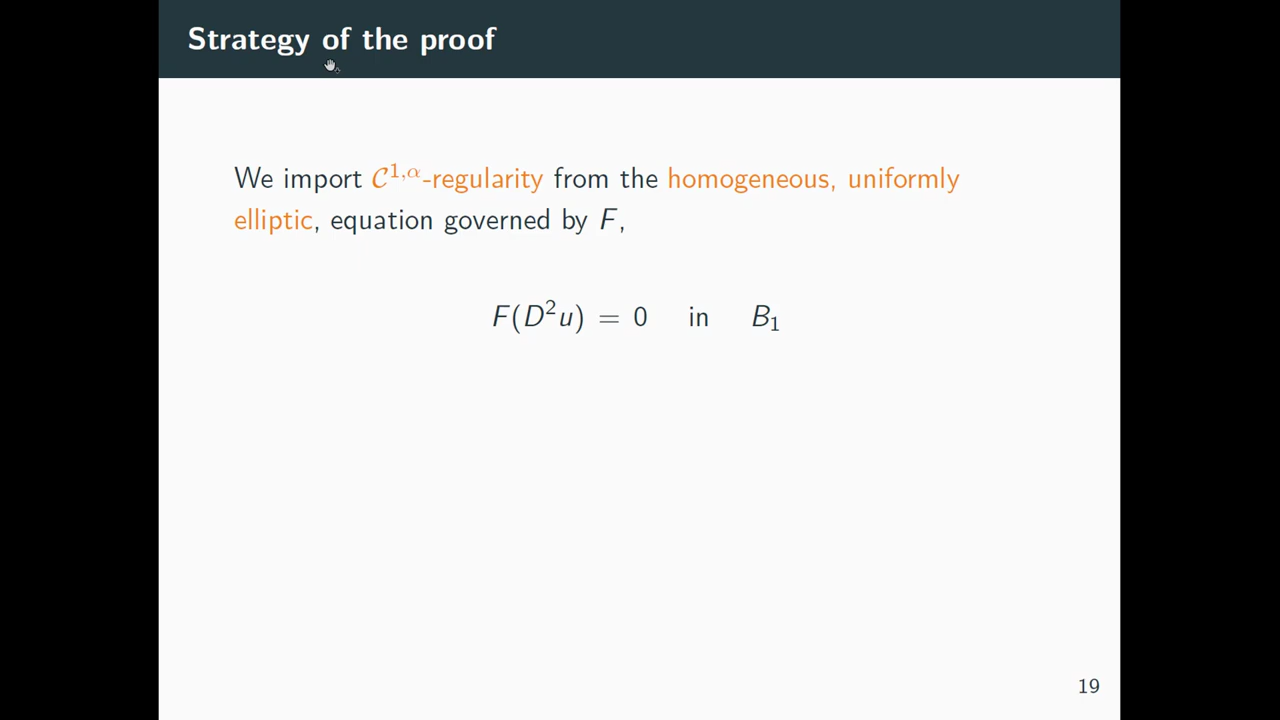 Strategy of the proof
We import 𝒞^{1,α}-regularity from the homogeneous, uniformly
elliptic, equation governed by F,
F(D²u) = 0 in B₁
19